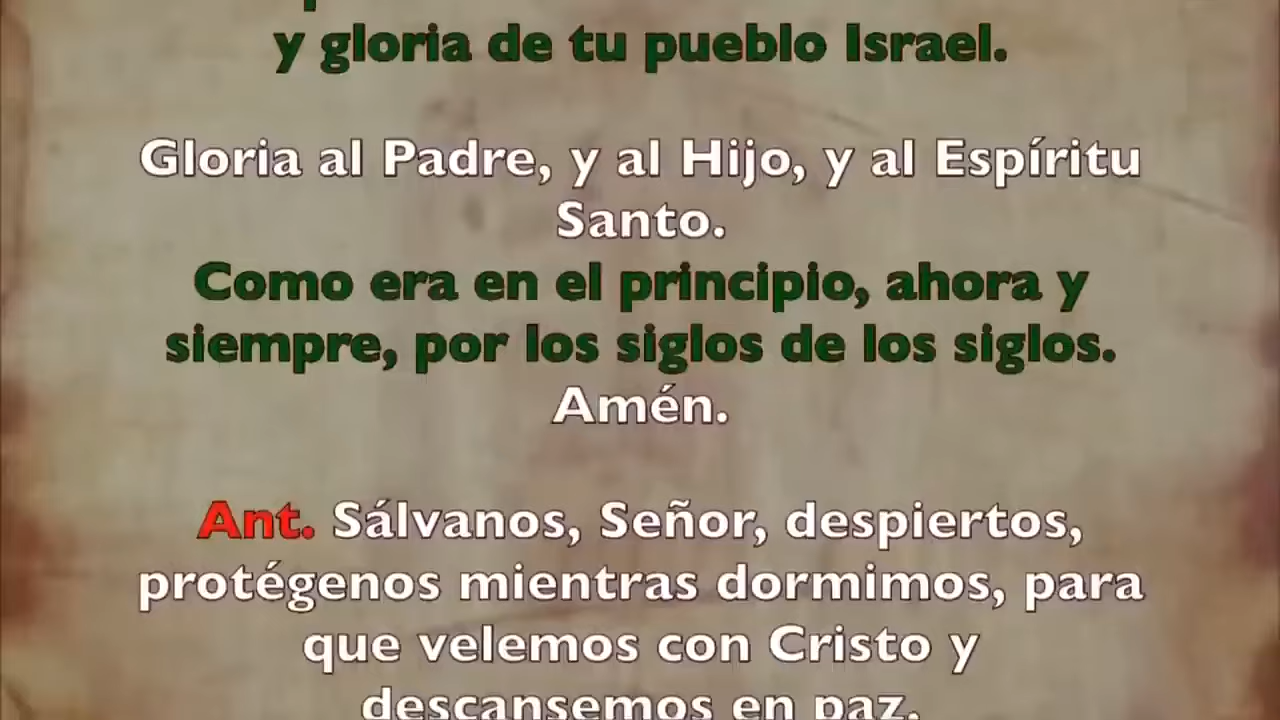 y gloria de tu pueblo Israel.
Gloria al Padre, y al Hijo, y al Espíritu
Santo.
Como era en el principio, ahora y
siempre, por los siglos de los siglos.
Amén.
Ant. Sálvanos, Señor, despiertos,
protégenos mientras dormimos, para
que velemos con Cristo y
descansemos en paz.